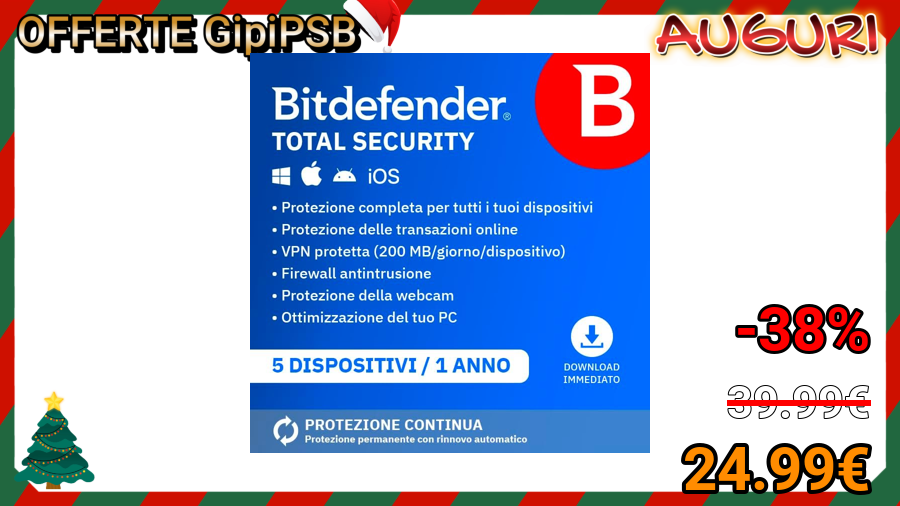 OFFERTE GipiPSB
AUGURI
B
Bitdefender®
TOTAL SECURITY
iOS
• Protezione completa per tutti i tuoi dispositivi
• Protezione delle transazioni online
• VPN protetta (200 MB/giorno/dispositivo)
• Firewall antintrusione
• Protezione della webcam
• Ottimizzazione del tuo PC
5 DISPOSITIVI / 1 ANNO
DOWNLOAD
IMMEDIATO
PROTEZIONE CONTINUA
Protezione permanente con rinnovo automatico
-38%
39.99€
24.99€